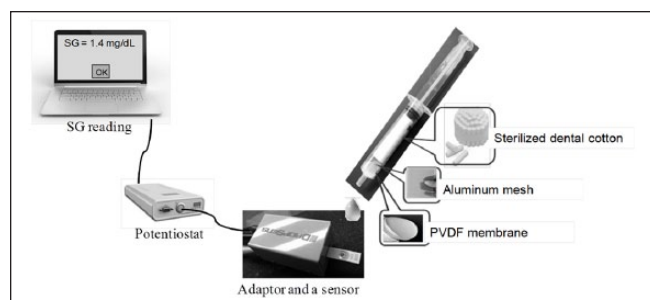 SG = 1.4 mg/dL
OK
SG reading
Sterilized dental cotton
Aluminum mesh
PVDF membrane
Potentiostat
Adaptor and a sensor